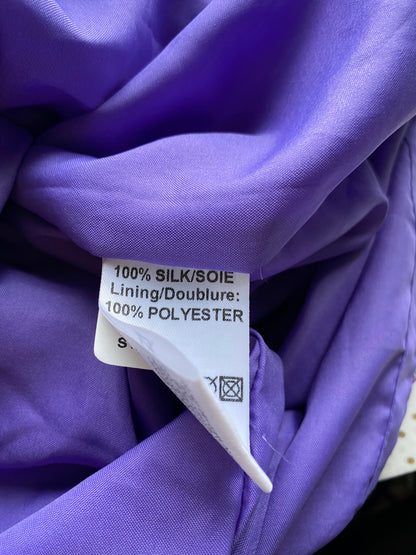 100% SILK/SOIE
Lining/Doublure:
100% POLYESTER